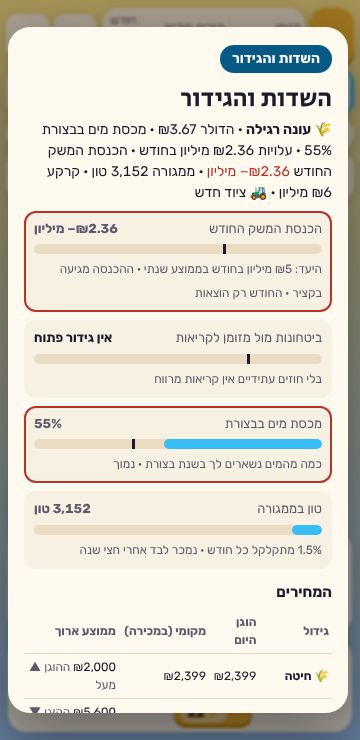 השדות והגידור
השדות והגידור
🌾 עונה רגילה • הדולר ₪3.67 • מכסת מים בבצורת
55% • עלויות ₪2.36 מיליון בחודש • הכנסת המשק
החודש ₪2.36− מיליון • ממגורה 3,152 טון • קרקע
₪6 מיליון • 🚜 ציוד חדש
הכנסת המשק החודש ₪2.36− מיליון
היעד: ₪5 מיליון בחודש בממוצע שנתי • ההכנסה מגיעה
בקציר • החודש רק הוצאות
ביטחונות מול מזומן לקריאות אין גידור פתוח
בלי חוזים עתידיים אין קריאות מרווח
מכסת מים בבצורת 55%
כמה מהמים נשארים לך בשנת בצורת • נמוך
טון בממגורה 3,152 טון
1.5% מתקלקל כל חודש • נמכר לבד אחרי חצי שנה
המחירים
גידול הוגן היום מקומי (במכירה) ממוצע ארוך
🌾 חיטה ₪2,399 ₪2,399 ₪2,000 ההוגן ▲
מעל
₪5,600 ההוגן ▼